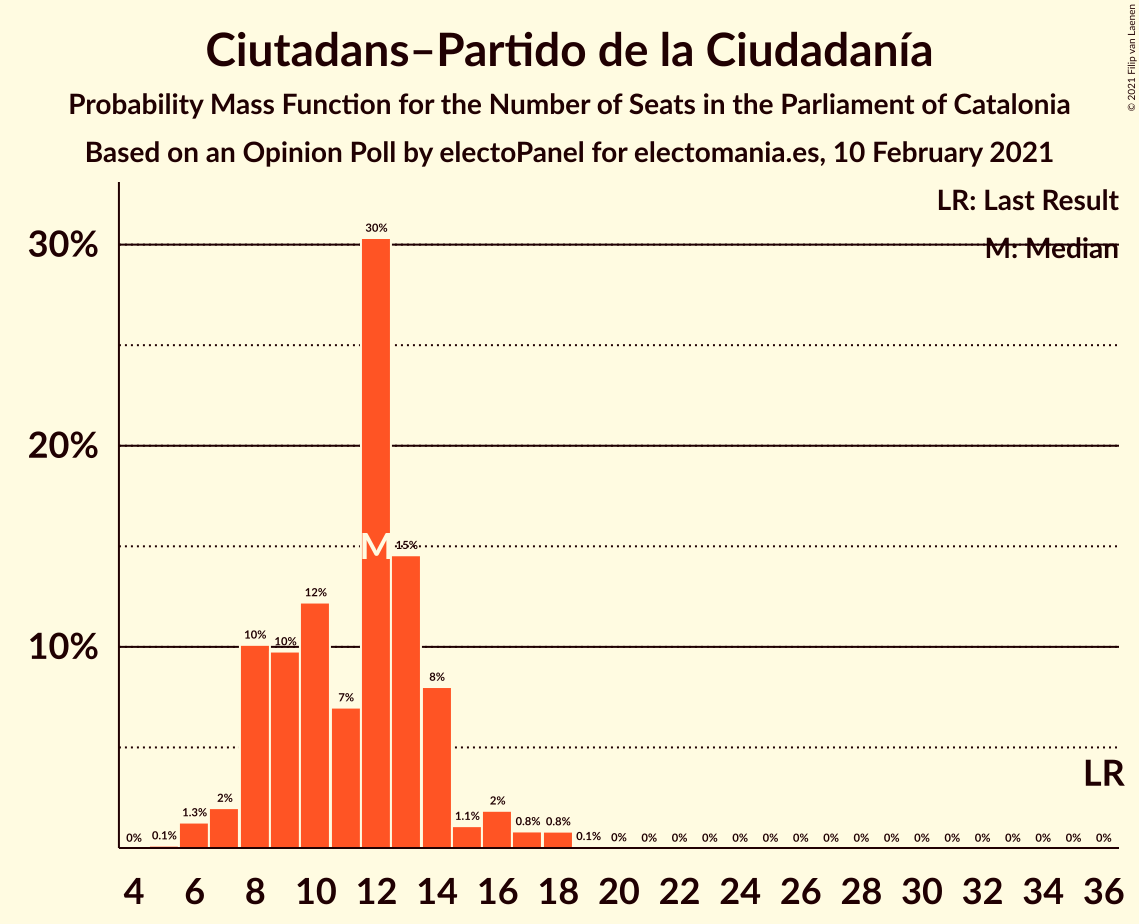 Ciutadans–Partido de la Ciudadanía
Probability Mass Function for the Number of Seats in the Parliament of Catalonia
Based on an Opinion Poll by electoPanel for electomania.es, 10 February 2021
© 2021 Filip van Laenen
LR: Last Result
M: Median
30%
20%
10%
0% 0.1% 1.3% 2% 10% 10% 12% 7% 30% 15% 8% 1.1% 2% 0.8% 0.8% 0.1% 0% 0% 0% 0% 0% 0% 0% 0% 0% 0% 0% 0% 0% 0% 0% 0% 0%
M
LR
4 6 8 10 12 14 16 18 20 22 24 26 28 30 32 34 36